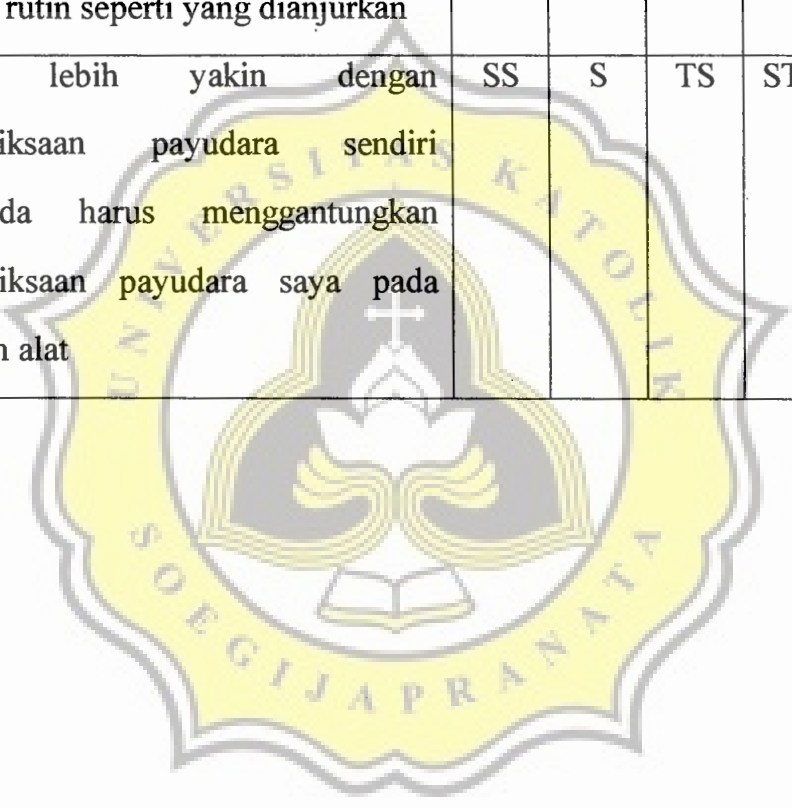 rutin seperti yang dianjurkan
lebih yakin dengan SS S TS ST
iksaan payudara sendiri
da harus menggantungkan
iksaan payudara saya pada
n alat
UNIVERSITAS KATOLIK
SOEGIJAPRANATA